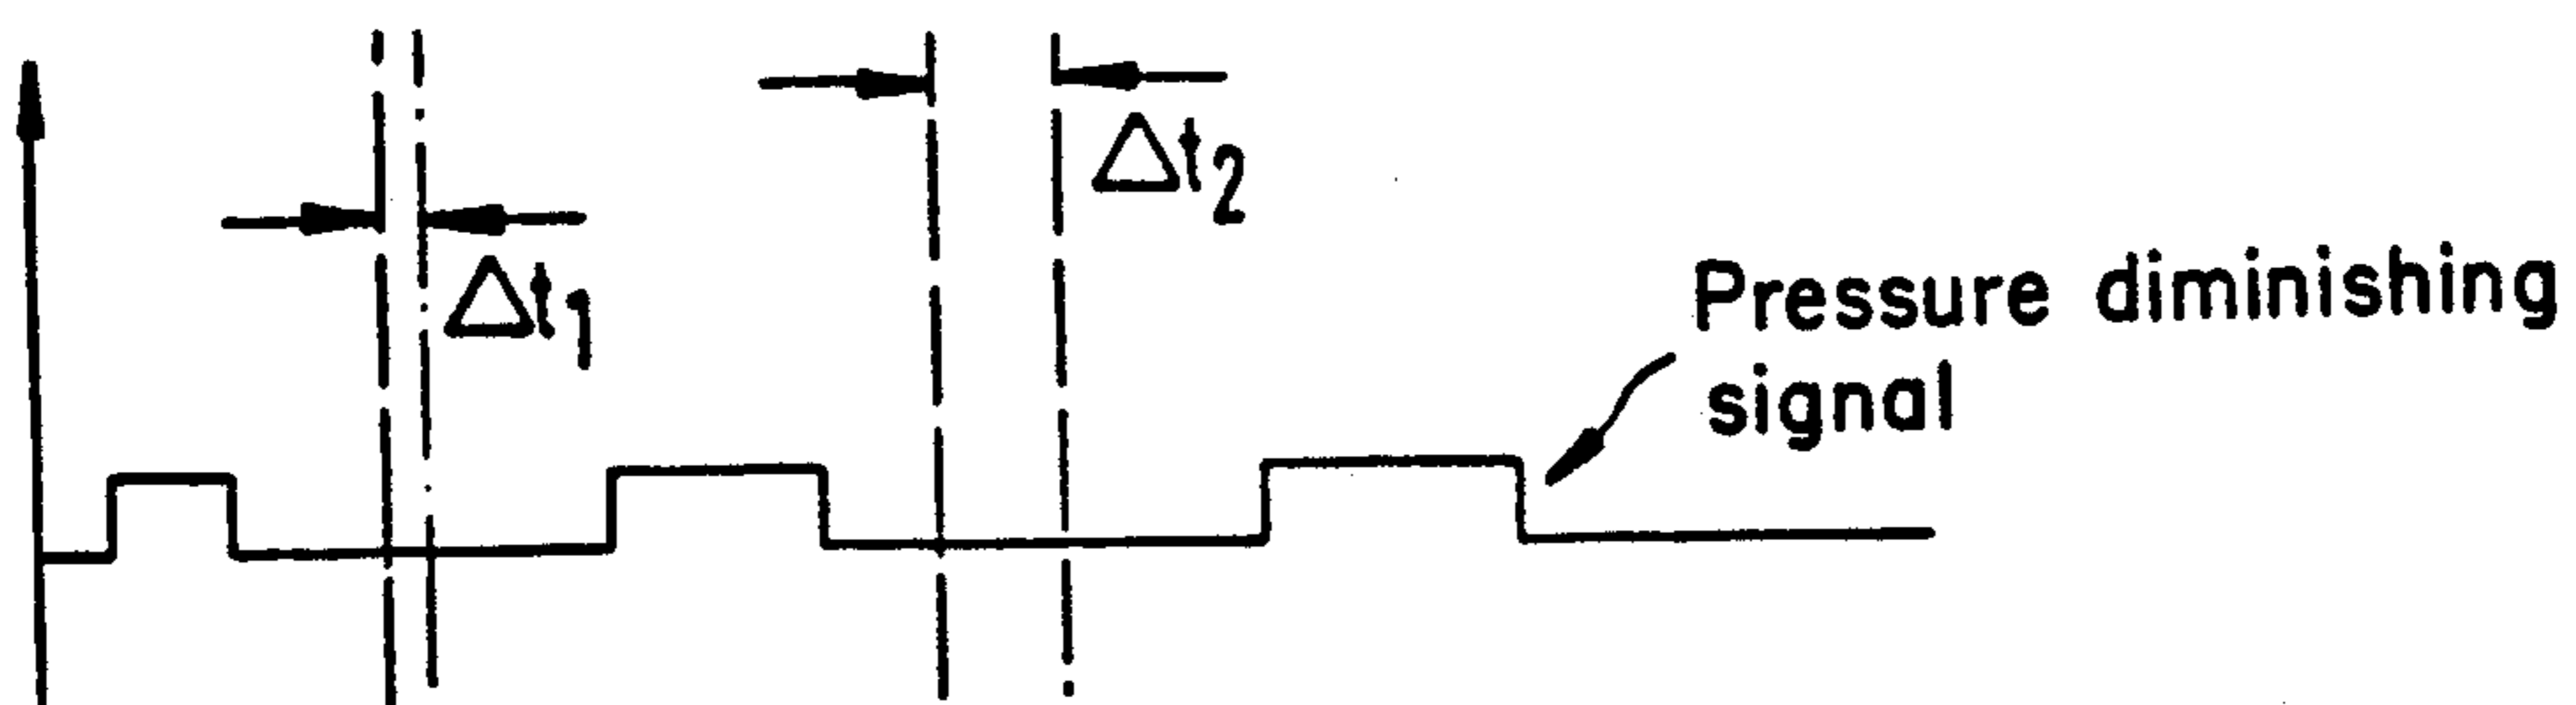 Δt2
Δt1
Pressure diminishing
signal